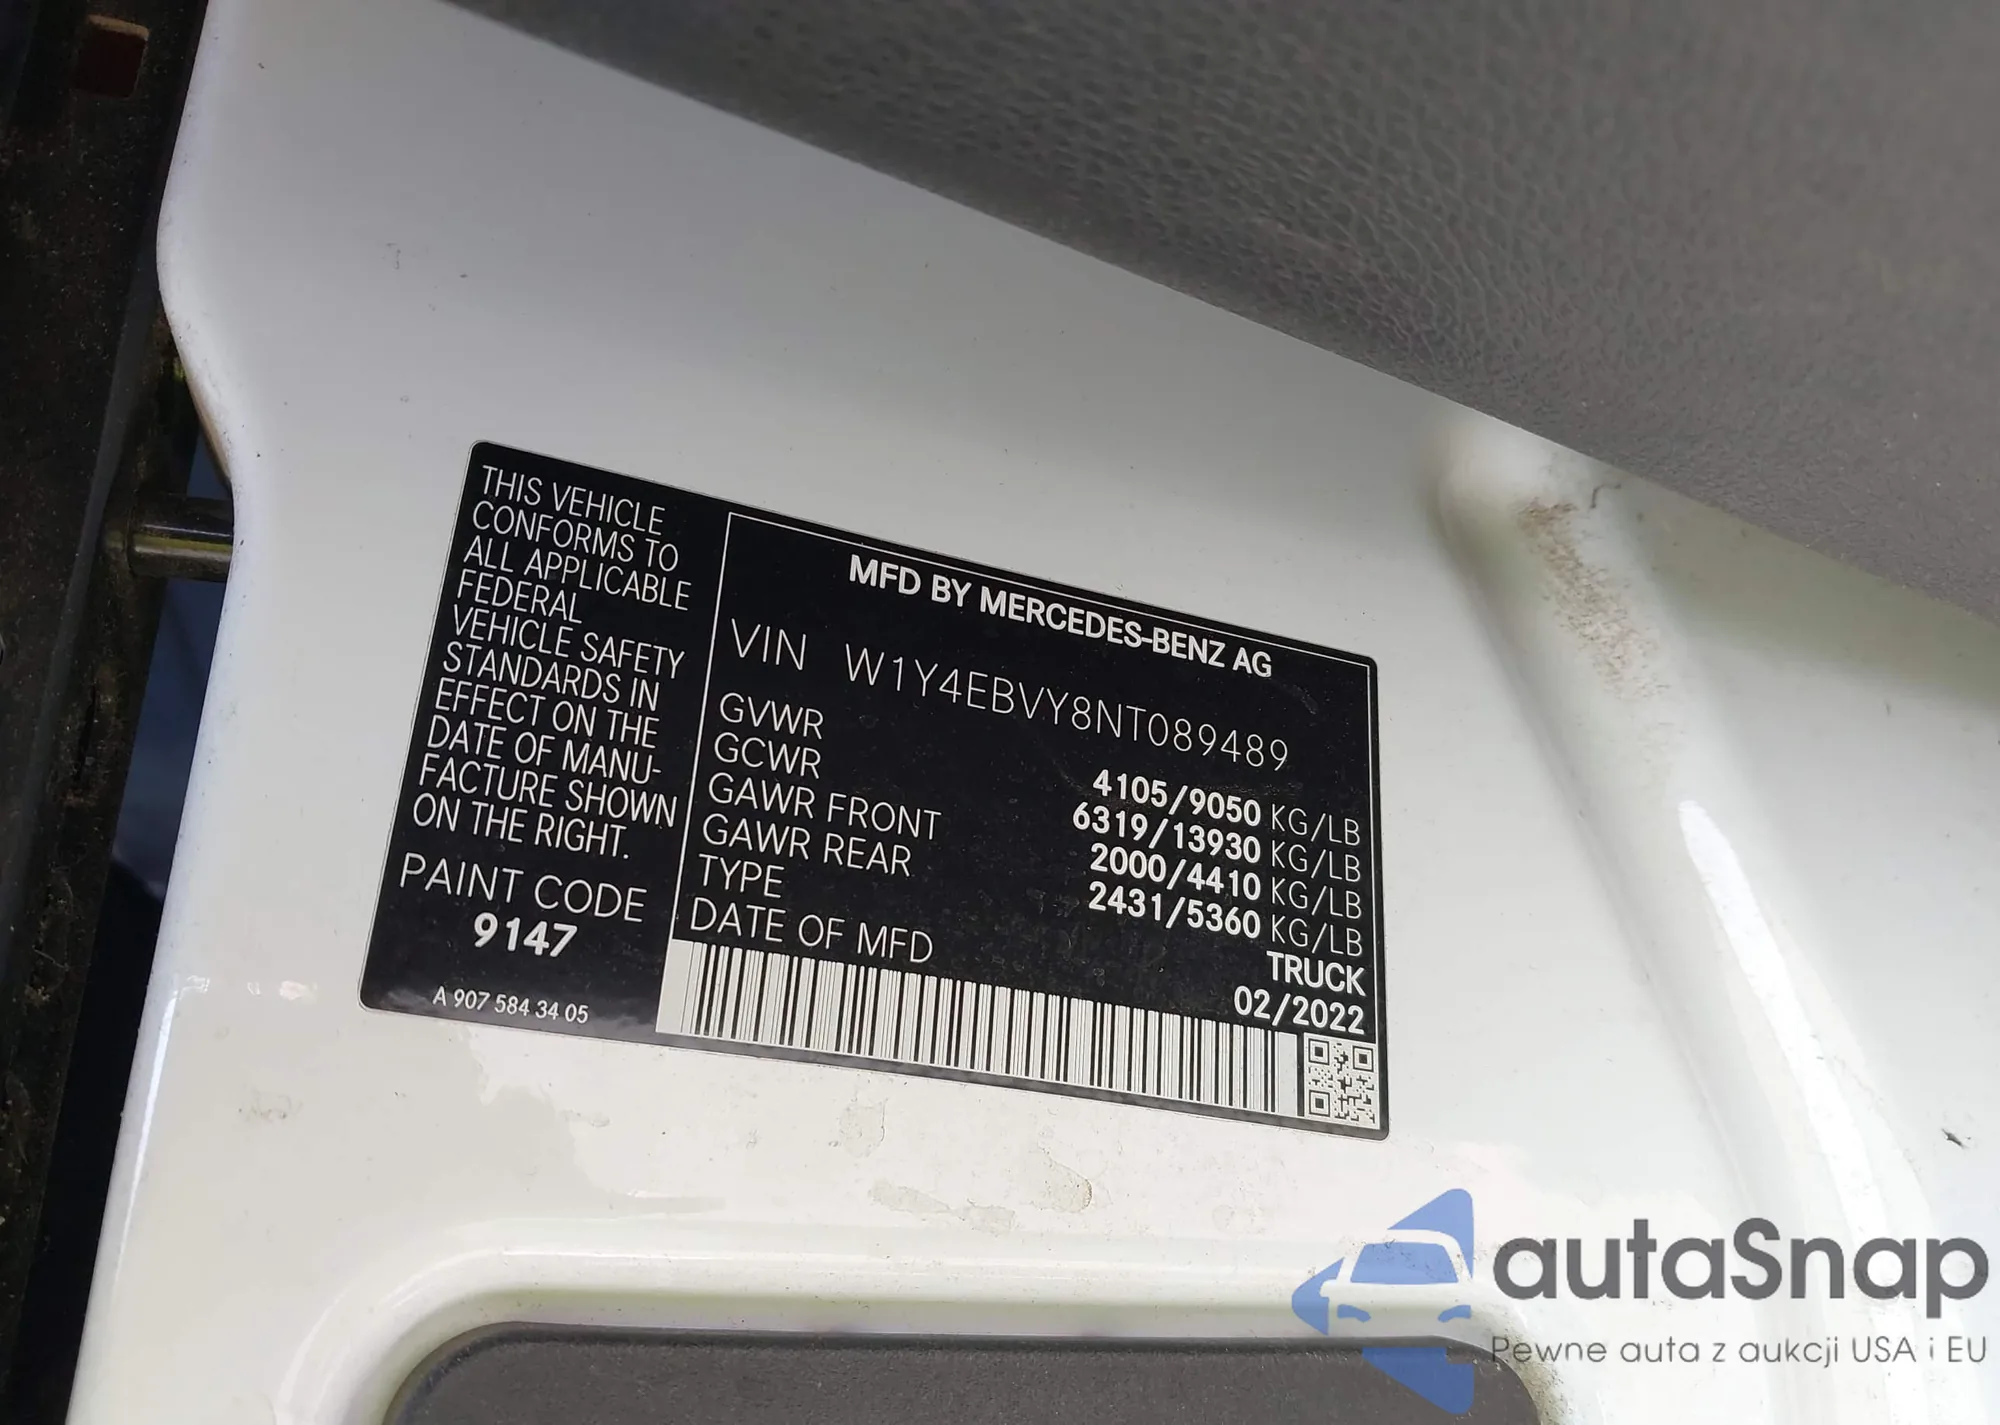 THIS VEHICLE
CONFORMS TO
ALL APPLICABLE
FEDERAL
VEHICLE SAFETY
STANDARDS IN
EFFECT ON THE
DATE OF MANU-
FACTURE SHOWN
ON THE RIGHT.
PAINT CODE
9147
A 907 584 34 05
MFD BY MERCEDES-BENZ AG
VIN W1Y4EBVY8NT089489
GVWR 4105/9050 KG/LB
GCWR 6319/13930 KG/LB
GAWR FRONT 2000/4410 KG/LB
GAWR REAR 2431/5360 KG/LB
TYPE TRUCK
DATE OF MFD 02/2022
autaSnap
Pewne auta z aukcji USA i EU